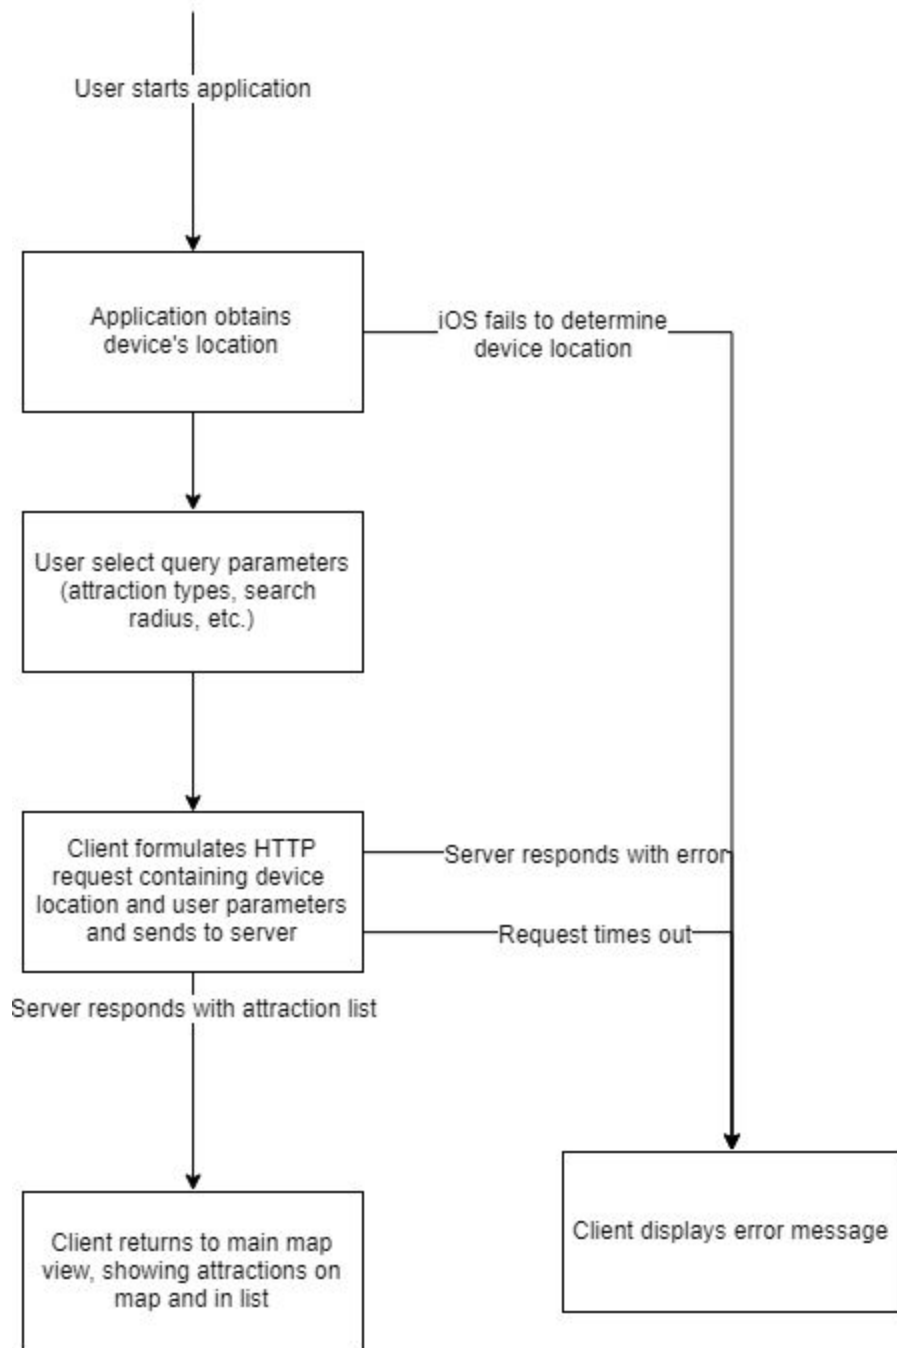 User starts application
Application obtains
device's location
iOS fails to determine
device location
User select query parameters
(attraction types, search
radius, etc.)
Client formulates HTTP
request containing device
location and user parameters
and sends to server
Server responds with error
Request times out
Server responds with attraction list
Client returns to main map
view, showing attractions on
map and in list
Client displays error message